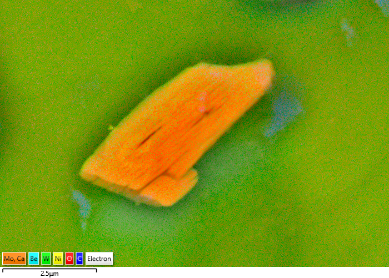 Mo, Ca Be W Ni O C Electron
2.5µm